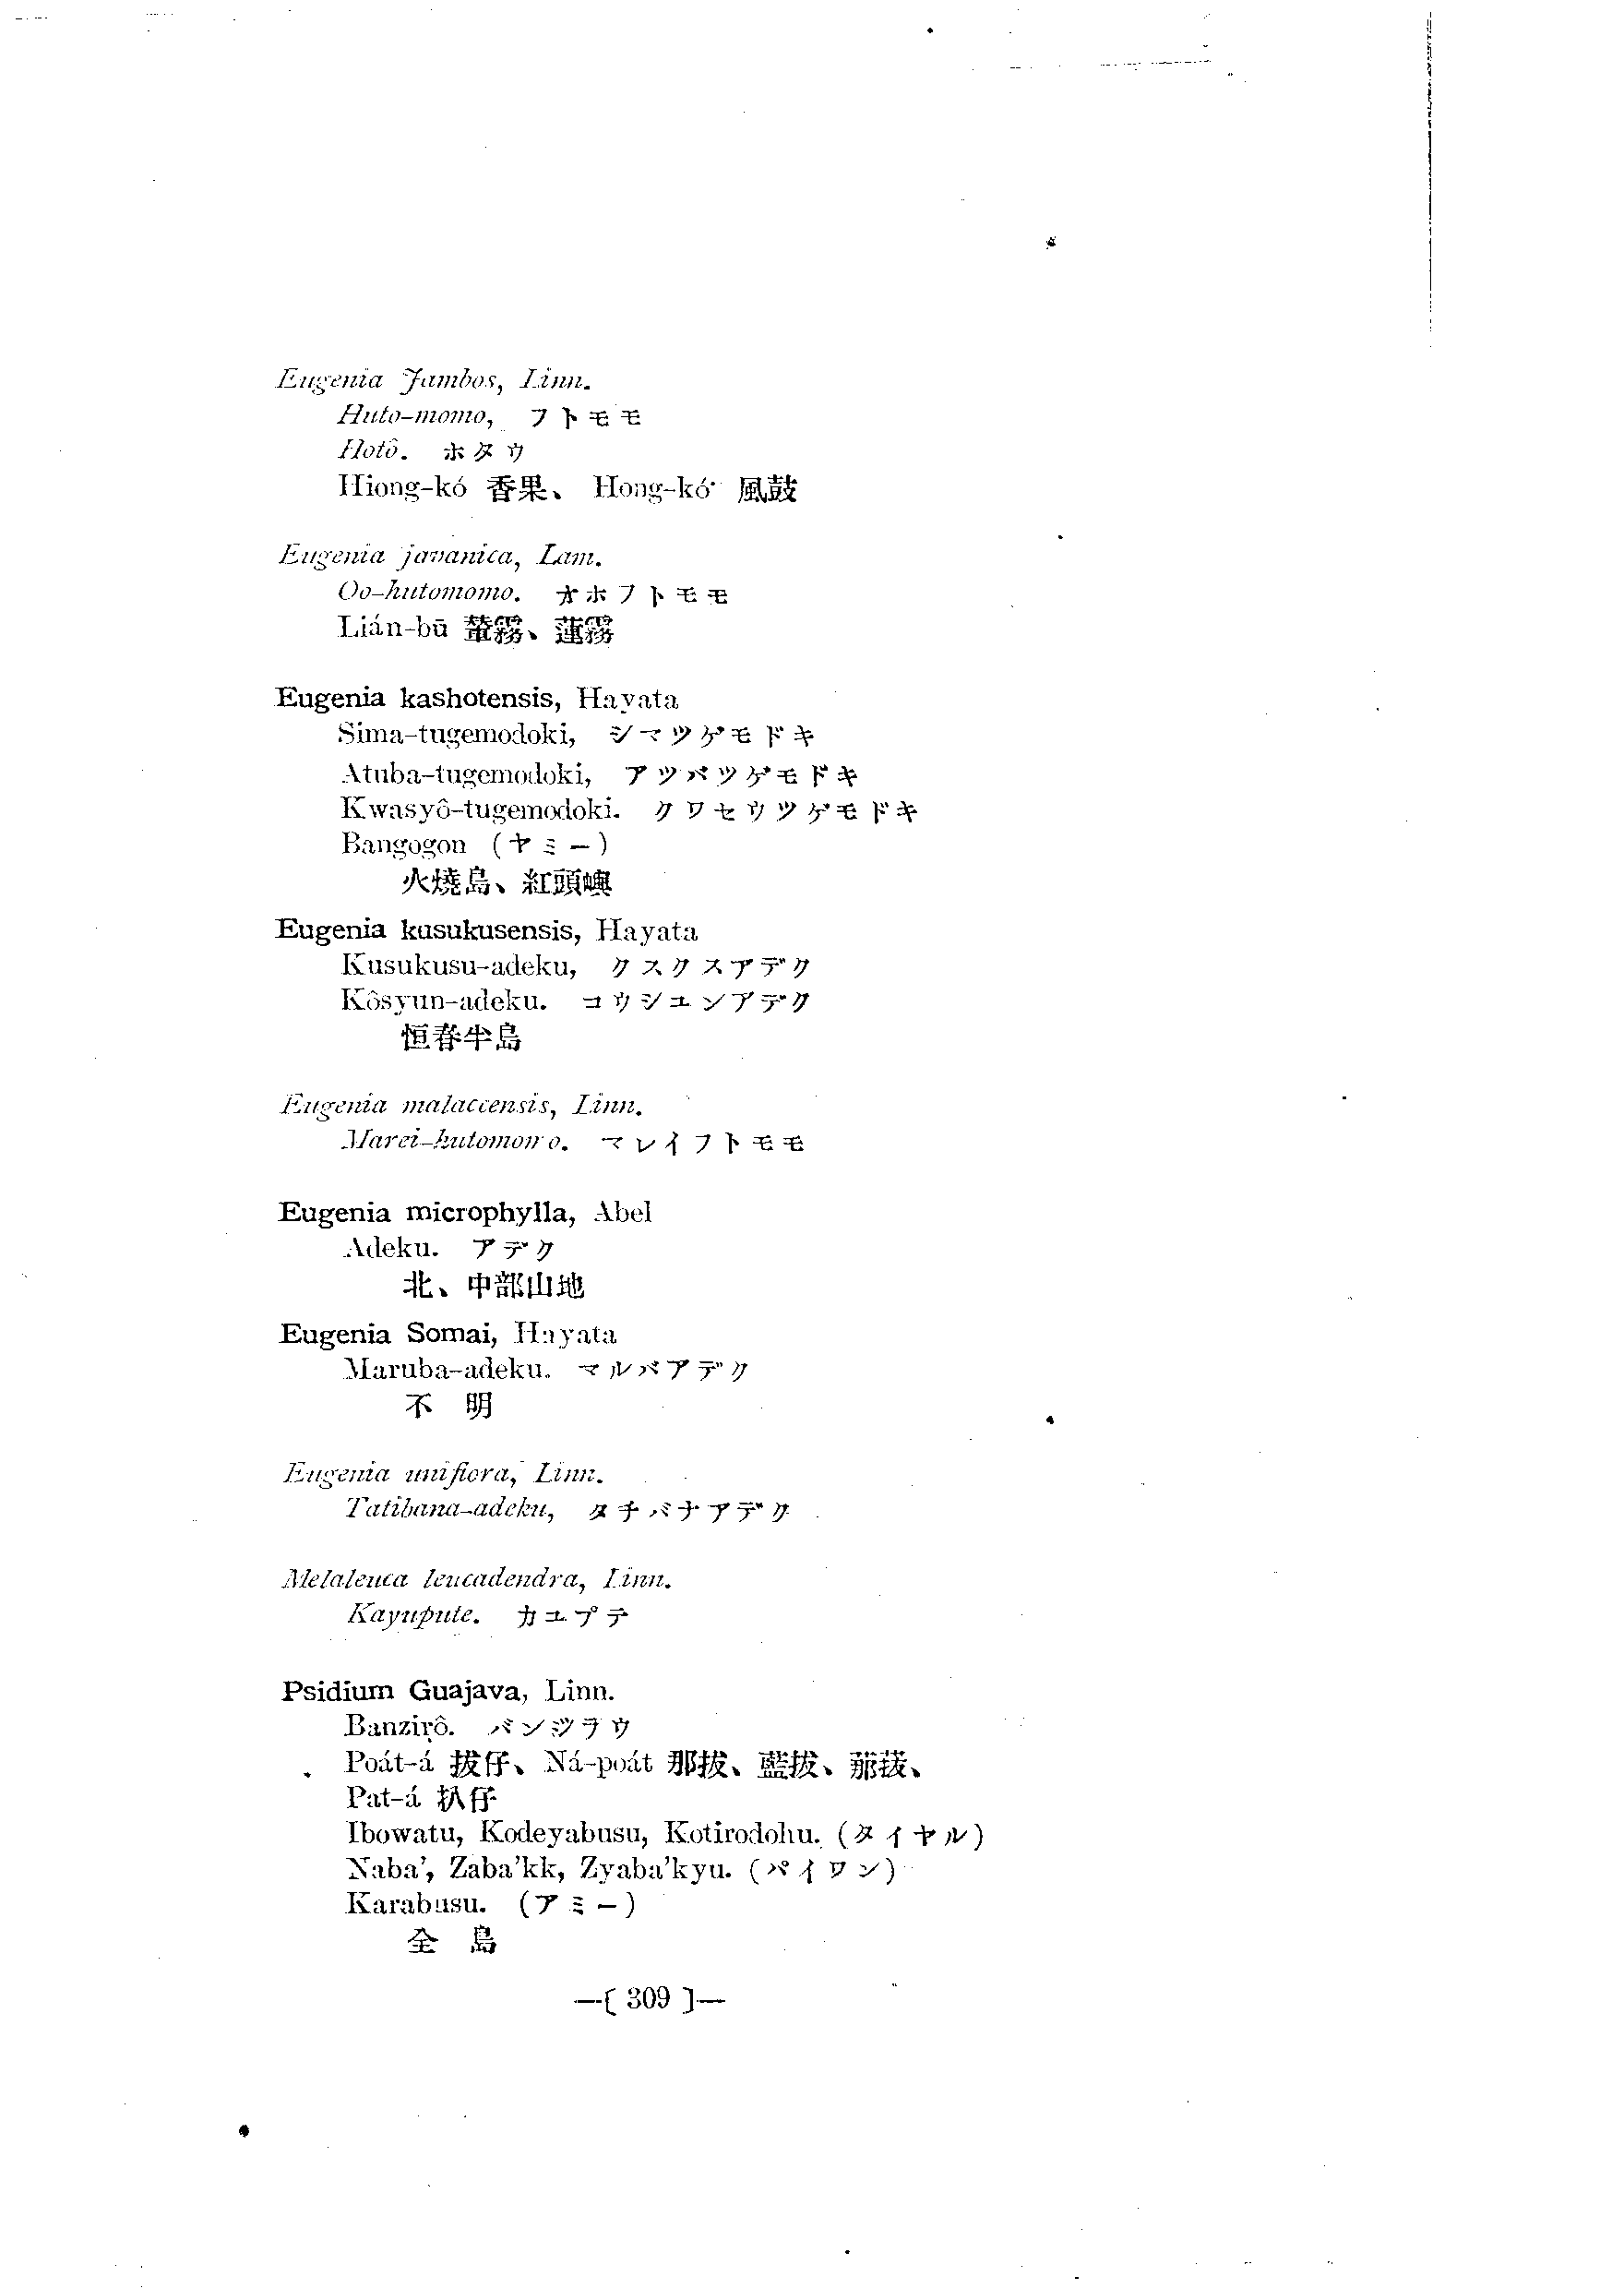 Eugenia Jambos, Linn.
Huto-momo, フトモモ
Hotô. ホタウ
Hiong-kó 香果、 Hong-kó͘ 風鼓
Eugenia javanica, Lam.
Oo-hutomomo. オホフトモモ
Lián-bū 輦霧、蓮霧
Eugenia kashotensis, Hayata
Sima-tugemodoki, シマツゲモドキ
Atuba-tugemodoki, アツバツゲモドキ
Kwasyô-tugemodoki. クワセウツゲモドキ
Bangogon (ヤミー)
火燒島、紅頭嶼
Eugenia kusukusensis, Hayata
Kusukusu-adeku, クスクスアデク
Kôsyun-adeku. コウシユンアデク
恒春半島
Eugenia malaccensis, Linn.
Marei-hutomomo. マレイフトモモ
Eugenia microphylla, Abel
Adeku. アデク
北、中部山地
Eugenia Somai, Hayata
Maruba-adeku. マルバアデク
不 明
Eugenia uniflora, Linn.
Tatibana-adeku, タチバナアデク
Melaleuca leucadendra, Linn.
Kayupute. カユプテ
Psidium Guajava, Linn.
Banzirô. バンジラウ
Poát-á 拔仔、Ná-poát 那拔、藍拔、
Pat-á 扒仔
Ibowatu, Kodeyabusu, Kotirodohu. (タイヤル)
Naba', Zaba'kk, Zyaba'kyu. (パイワン)
Karabusu. (アミー)
全 島
—[ 309 ]—